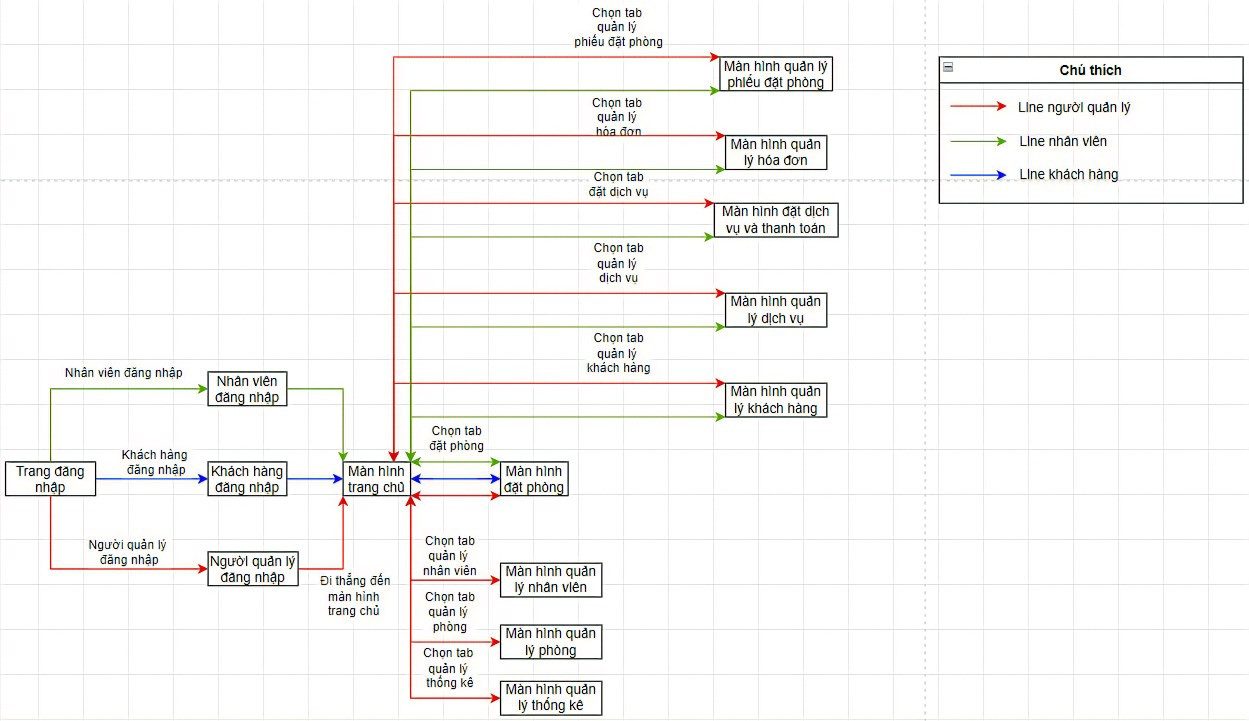 Chọn tab
quản lý
phiếu đặt phòng
Màn hình quản lý
phiếu đặt phòng
Chú thích
LIne người quản lý
LIne nhân viên
LIne khách hàng
Chọn tab
quản lý
hóa đơn
Màn hình quản
lý hóa đơn
Chọn tab
đặt dịch vụ
Màn hình đặt dịch
vụ và thanh toán
Chọn tab
quản lý
dịch vụ
Màn hình quản
lý dịch vụ
Chọn tab
quản lý
khách hàng
Màn hình quản
lý khách hàng
Nhân viên đăng nhập
Nhân viên
đăng nhập
Chọn tab
đặt phòng
Trang đăng
nhập
Khách hàng
đăng nhập
Khách hàng
đăng nhập
Màn hình
trang chủ
Màn hình
đặt phòng
Người quản lý
đăng nhập
Người quản lý
đăng nhập
Đi thẳng đến
màn hình
trang chủ
Chọn tab
quản lý
nhân viên
Màn hình quản
lý nhân viên
Chọn tab
quản lý
phòng
Màn hình quản
lý phòng
Chọn tab
quản lý
thống kê
Màn hình quản
lý thống kê